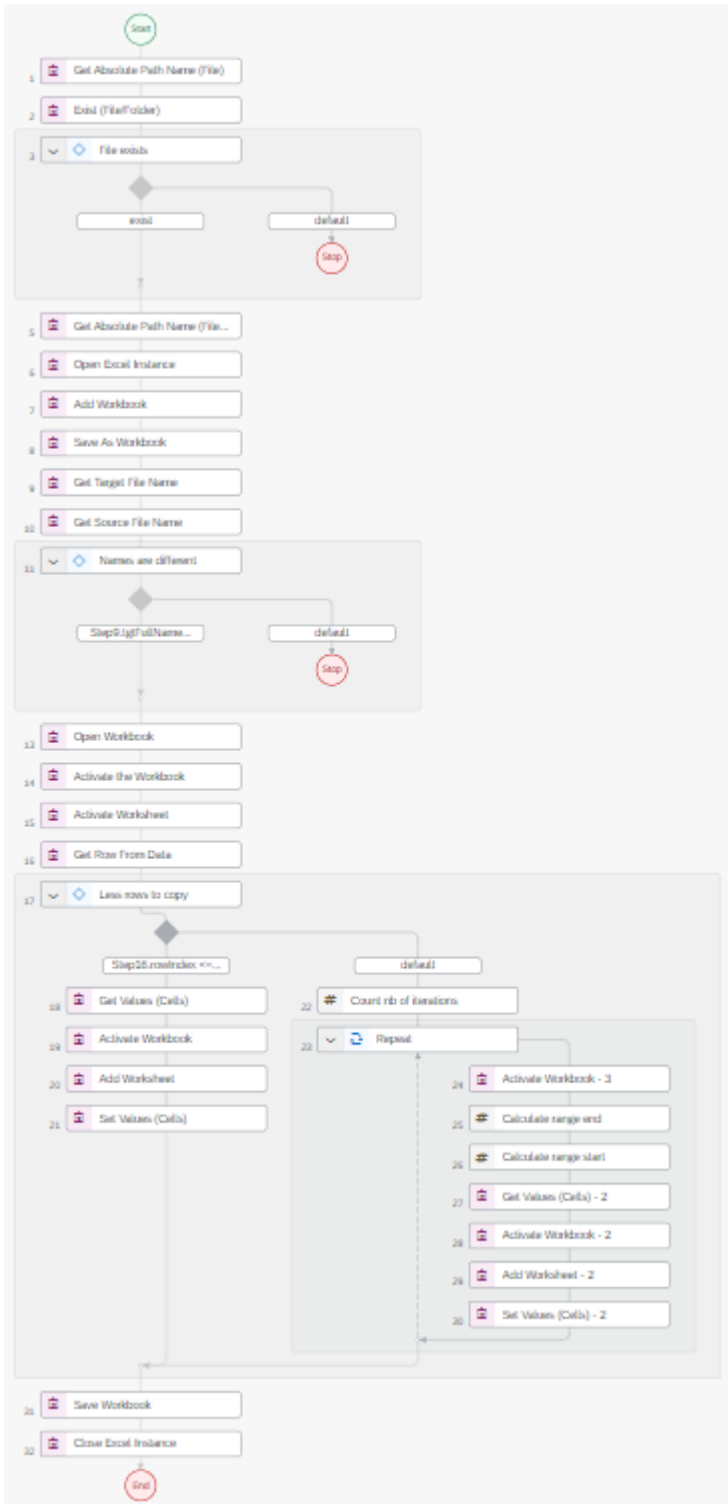 Start
1 Get Absolute Path Name (File)
2 Exist (File/Folder)
3 File exists
exist default
Stop
5 Get Absolute Path Name (File...
6 Open Excel Instance
7 Add Workbook
8 Save As Workbook
9 Get Target File Name
10 Get Source File Name
11 Names are different
Step9.tgtFullName... default
Stop
13 Open Workbook
14 Activate the Workbook
15 Activate Worksheet
16 Get Row From Data
17 Less rows to copy
Step16.rowIndex <=... default
18 Get Values (Cells)
22 # Count nb of iterations
19 Activate Workbook
23 Repeat
20 Add Worksheet
24 Activate Workbook - 3
21 Set Values (Cells)
25 # Calculate range end
26 # Calculate range start
27 Get Values (Cells) - 2
28 Activate Workbook - 2
29 Add Worksheet - 2
30 Set Values (Cells) - 2
31 Save Workbook
32 Close Excel Instance
End